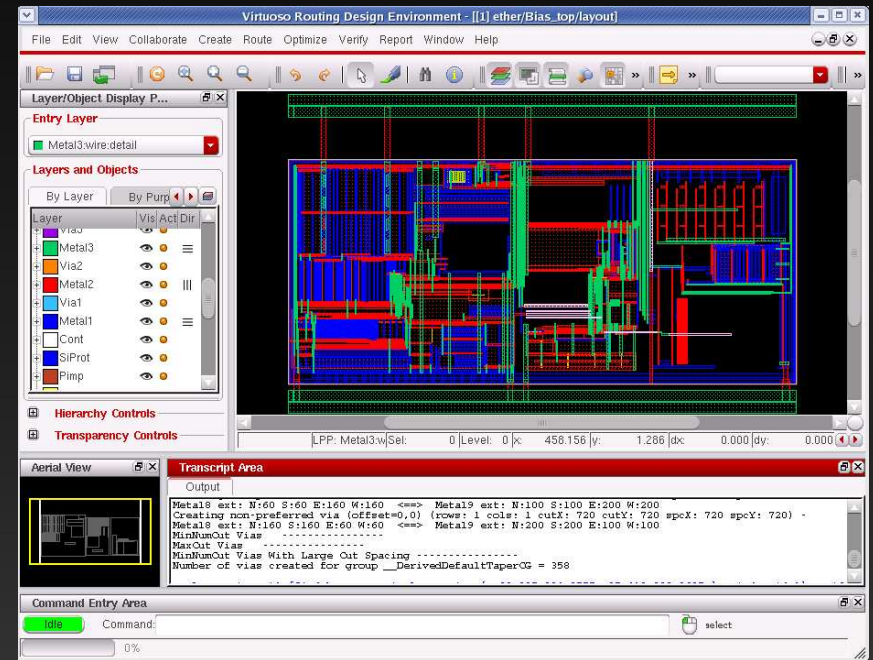 Virtuoso Routing Design Environment - [[1] ether/Bias_top/layout]
File Edit View Collaborate Create Route Optimize Verify Report Window Help
» »  »
Layer/Object Display P...
Entry Layer
Metal3:wire:detail
Layers and Objects
By Layer By Purp
Layer Vis Act Dir
Via3
Metal3
Via2
Metal2
Via1
Metal1
Cont
SiProt
Pimp
Hierarchy Controls
Transparency Controls
LPP: Metal3:w Sel: 0 Level: 0 x: 458.156 y: 1.286 dx: 0.000 dy: 0.000
Aerial View
Transcript Area
Output
Metal8 ext: N:60 S:60 E:160 W:160 <==> Metal9 ext: N:100 S:100 E:200 W:200
Creating non-preferred via (offset=0,0) (rows: 1 cols: 1 cutX: 720 cutY: 720 spcX: 720 spcY: 720) -
Metal8 ext: N:160 S:160 E:60 W:60 <==> Metal9 ext: N:200 S:200 E:100 W:100
MinNumCut Vias ----------------
MaxCut Vias ----------------
MinNumCut Vias With Large Cut Spacing ----------------
Number of vias created for group __DerivedDefaultTaperCG = 358
Command Entry Area
Idle Command: select
0%